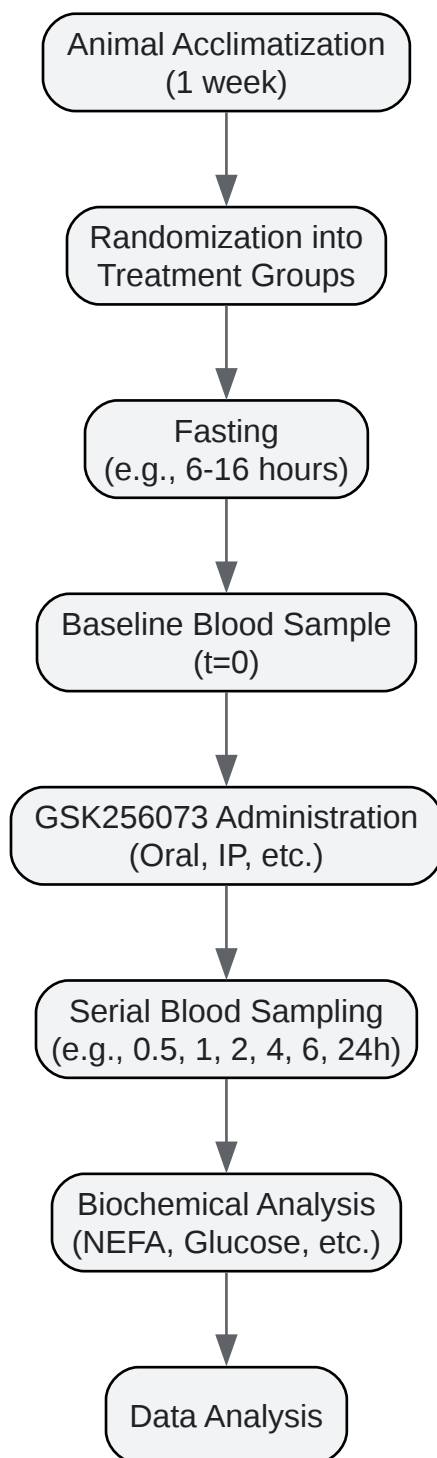 Animal Acclimatization
(1 week)
Randomization into
Treatment Groups
Fasting
(e.g., 6-16 hours)
Baseline Blood Sample
(t=0)
GSK256073 Administration
(Oral, IP, etc.)
Serial Blood Sampling
(e.g., 0.5, 1, 2, 4, 6, 24h)
Biochemical Analysis
(NEFA, Glucose, etc.)
Data Analysis